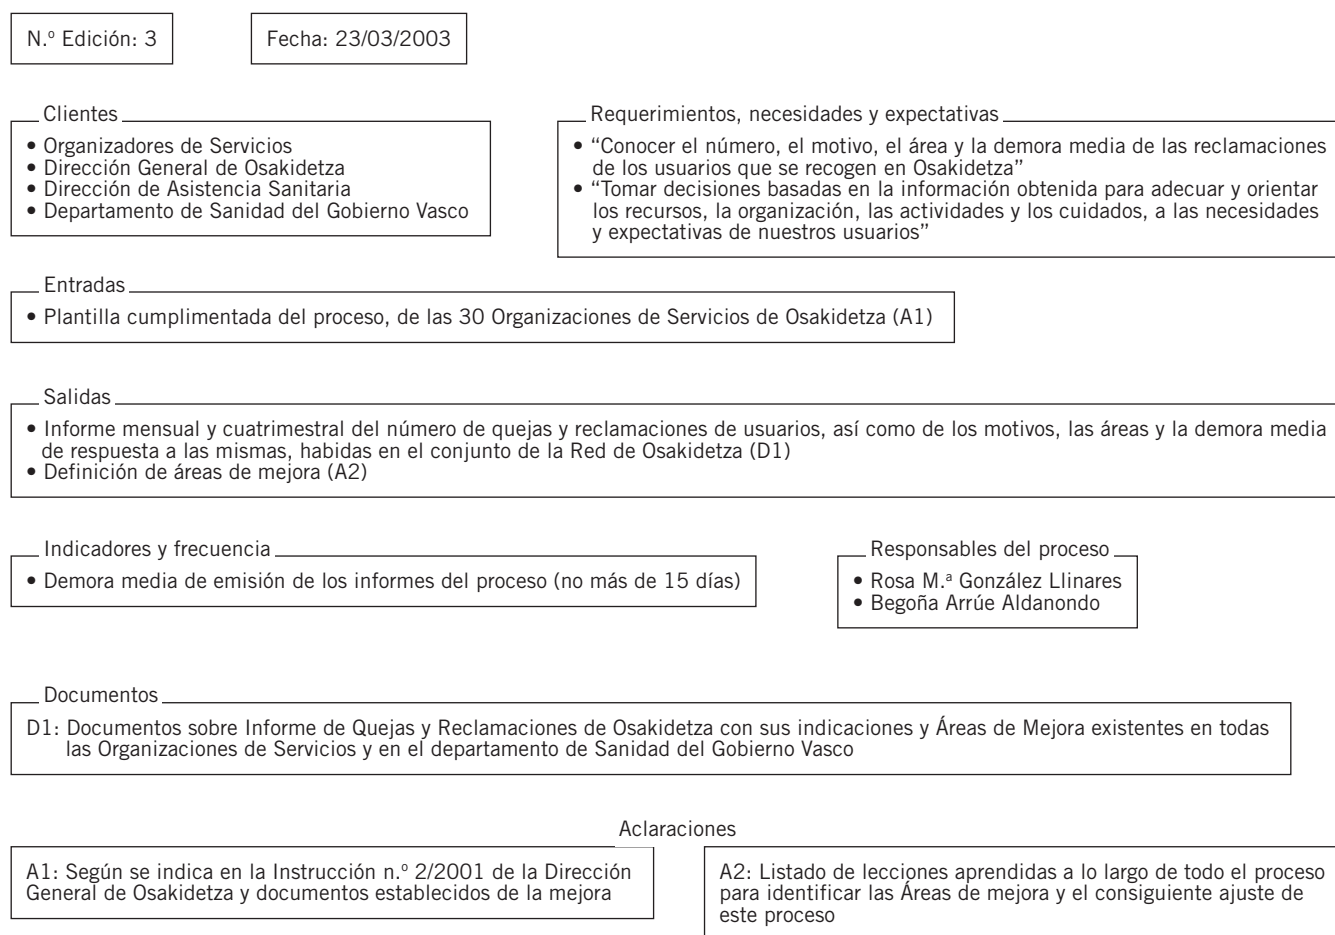 N.º Edición: 3
Fecha: 23/03/2003
Clientes
• Organizadores de Servicios
• Dirección General de Osakidetza
• Dirección de Asistencia Sanitaria
• Departamento de Sanidad del Gobierno Vasco
Requerimientos, necesidades y expectativas
• “Conocer el número, el motivo, el área y la demora media de las reclamaciones
de los usuarios que se recogen en Osakidetza”
• “Tomar decisiones basadas en la información obtenida para adecuar y orientar
los recursos, la organización, las actividades y los cuidados, a las necesidades
y expectativas de nuestros usuarios”
Entradas
• Plantilla cumplimentada del proceso, de las 30 Organizaciones de Servicios de Osakidetza (A1)
Salidas
• Informe mensual y cuatrimestral del número de quejas y reclamaciones de usuarios, así como de los motivos, las áreas y la demora media
de respuesta a las mismas, habidas en el conjunto de la Red de Osakidetza (D1)
• Definición de áreas de mejora (A2)
Indicadores y frecuencia
• Demora media de emisión de los informes del proceso (no más de 15 días)
Responsables del proceso
• Rosa M.ª González Llinares
• Begoña Arrúe Aldanondo
Documentos
D1: Documentos sobre Informe de Quejas y Reclamaciones de Osakidetza con sus indicaciones y Áreas de Mejora existentes en todas
las Organizaciones de Servicios y en el departamento de Sanidad del Gobierno Vasco
Aclaraciones
A1: Según se indica en la Instrucción n.º 2/2001 de la Dirección
General de Osakidetza y documentos establecidos de la mejora
A2: Listado de lecciones aprendidas a lo largo de todo el proceso
para identificar las Áreas de mejora y el consiguiente ajuste de
este proceso